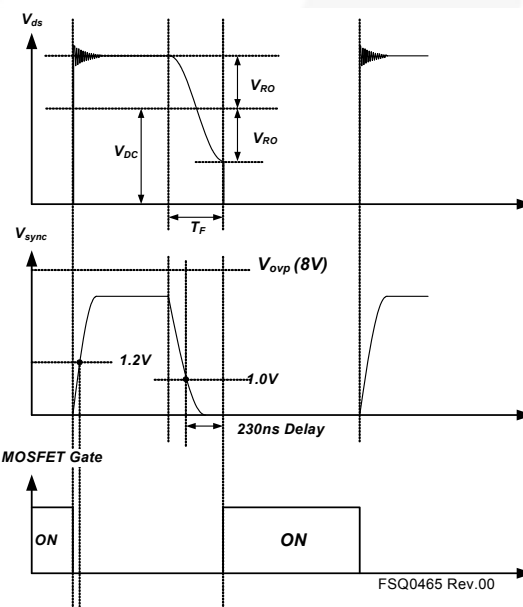 Vds
VRO
VDC
VRO
TF
Vsync
Vovp (8V)
1.2V
1.0V
230ns Delay
MOSFET Gate
ON
ON
FSQ0465 Rev.00